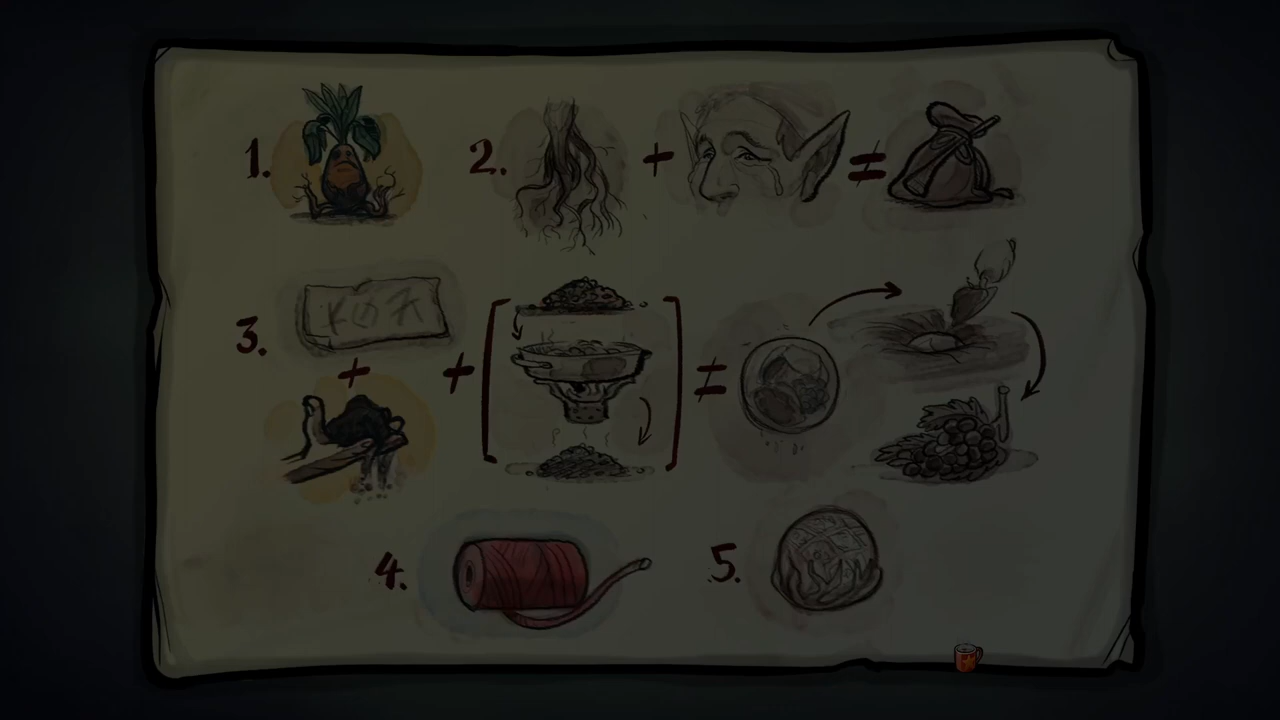 1.
2. + =
3. + + [ ] =
4.
5.